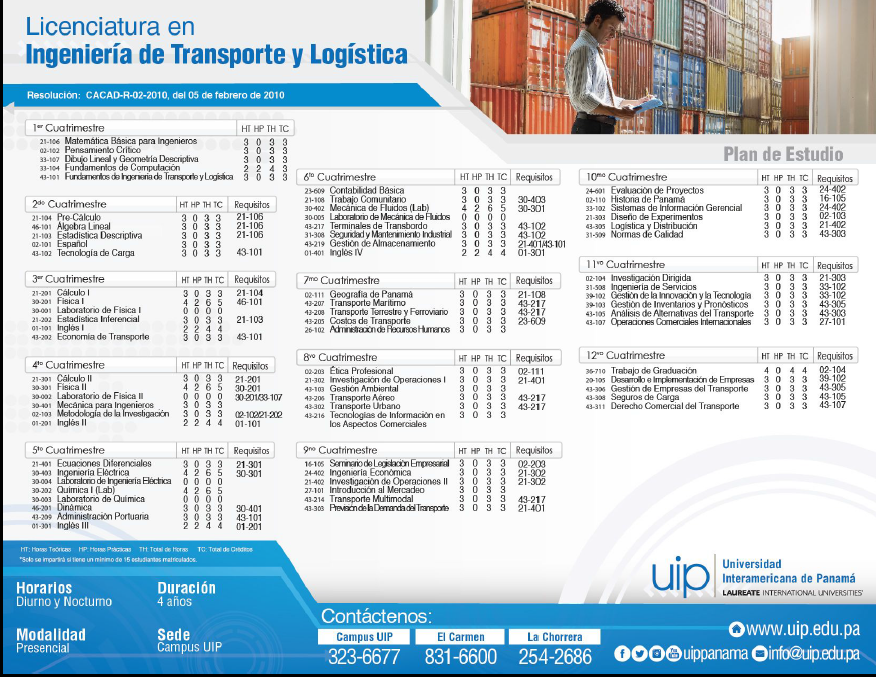 Licenciatura en
Ingeniería de Transporte y Logística
Resolución: CACAD-R-02-2010, del 05 de febrero de 2010
Plan de Estudio
1er Cuatrimestre HT HP TH TC
21-106 Matemática Básica para Ingenieros 3 0 3 3
02-102 Pensamiento Crítico 3 0 3 3
33-107 Dibujo Lineal y Geometría Descriptiva 3 0 3 3
33-104 Fundamentos de Computación 2 2 4 3
43-101 Fundamentos de Ingeniería de Transporte y Logística 3 0 3 3
2do Cuatrimestre HT HP TH TC Requisitos
21-104 Pre-Cálculo 3 0 3 3 21-106
46-101 Álgebra Lineal 3 0 3 3 21-106
21-103 Estadística Descriptiva 3 0 3 3 21-106
02-101 Español 3 0 3 3
43-102 Tecnología de Carga 3 0 3 3 43-101
3er Cuatrimestre HT HP TH TC Requisitos
21-201 Cálculo I 3 0 3 3 21-104
30-201 Física I 4 2 6 5 46-101
30-001 Laboratorio de Física I 0 0 0 0
21-202 Estadística Inferencial 3 0 3 3 21-103
01-101 Inglés I 2 2 4 4
43-202 Economía de Transporte 3 0 3 3 43-101
4to Cuatrimestre HT HP TH TC Requisitos
21-301 Cálculo II 3 0 3 3 21-201
30-301 Física II 4 2 6 5 30-201
30-002 Laboratorio de Física II 0 0 0 0 30-201/33-107
30-401 Mecánica para Ingenieros 3 0 3 3
02-103 Metodología de la Investigación 3 0 3 3 02-102/21-202
01-201 Inglés II 2 2 4 4 01-101
5to Cuatrimestre HT HP TH TC Requisitos
21-401 Ecuaciones Diferenciales 3 0 3 3 21-301
30-403 Ingeniería Eléctrica 4 2 6 5 30-301
30-004 Laboratorio de Ingeniería Eléctrica 0 0 0 0
30-202 Química I (Lab) 4 2 6 5
30-003 Laboratorio de Química 0 0 0 0
46-201 Dinámica 3 0 3 3 30-401
43-209 Administración Portuaria 3 0 3 3 43-101
01-301 Inglés III 2 2 4 4 01-201
6to Cuatrimestre HT HP TH TC Requisitos
23-609 Contabilidad Básica 3 0 3 3
21-108 Trabajo Comunitario 3 0 3 3 30-403
30-402 Mecánica de Fluidos (Lab) 4 2 6 5 30-301
30-005 Laboratorio de Mecánica de Fluidos 0 0 0 0
43-217 Terminales de Transbordo 3 0 3 3 43-102
31-308 Seguridad y Mantenimiento Industrial 3 0 3 3 43-102
43-219 Gestión de Almacenamiento 3 0 3 3 21-401/43-101
01-401 Inglés IV 2 2 4 4 01-301
7mo Cuatrimestre HT HP TH TC Requisitos
02-111 Geografía de Panamá 3 0 3 3 21-108
43-207 Transporte Marítimo 3 0 3 3 43-217
43-208 Transporte Terrestre y Ferroviario 3 0 3 3 43-217
43-205 Costos de Transporte 3 0 3 3 23-609
26-102 Administración de Recursos Humanos 3 0 3 3
8vo Cuatrimestre HT HP TH TC Requisitos
02-203 Ética Profesional 3 0 3 3 02-111
21-302 Investigación de Operaciones I 3 0 3 3 21-401
43-103 Gestión Ambiental 3 0 3 3
43-206 Transporte Aéreo 3 0 3 3 43-217
43-302 Transporte Urbano 3 0 3 3 43-217
43-216 Tecnologías de Información en 3 0 3 3
los Aspectos Comerciales
9no Cuatrimestre HT HP TH TC Requisitos
16-105 Seminario de Legislación Empresarial 3 0 3 3 02-203
24-402 Ingeniería Económica 3 0 3 3 21-302
21-402 Investigación de Operaciones II 3 0 3 3 21-302
27-101 Introducción al Mercadeo 3 0 3 3
43-214 Transporte Multimodal 3 0 3 3 43-217
43-303 Previsión de la Demanda del Transporte 3 0 3 3 21-401
10mo Cuatrimestre HT HP TH TC Requisitos
24-601 Evaluación de Proyectos 3 0 3 3 24-402
02-110 Historia de Panamá 3 0 3 3 16-105
33-102 Sistemas de Información Gerencial 3 0 3 3 24-402
21-303 Diseño de Experimentos 3 0 3 3 02-103
43-305 Logística y Distribución 3 0 3 3 21-402
31-509 Normas de Calidad 3 0 3 3 43-303
11vo Cuatrimestre HT HP TH TC Requisitos
02-104 Investigación Dirigida 3 0 3 3 21-303
31-508 Ingeniería de Servicios 3 0 3 3 33-102
39-102 Gestión de la Innovación y la Tecnología 3 0 3 3 33-102
39-103 Gestión de Inventarios y Pronósticos 3 0 3 3 43-305
43-105 Análisis de Alternativas del Transporte 3 0 3 3 43-303
43-107 Operaciones Comerciales Internacionales 3 0 3 3 27-101
12vo Cuatrimestre HT HP TH TC Requisitos
36-710 Trabajo de Graduación 4 0 4 4 02-104
20-105 Desarrollo e Implementación de Empresas 3 0 3 3 39-102
43-306 Gestión de Empresas del Transporte 3 0 3 3 43-305
43-308 Seguros de Carga 3 0 3 3 43-105
43-311 Derecho Comercial del Transporte 3 0 3 3 43-107
HT: Horas Teóricas HP: Horas Prácticas TH: Total de Horas TC: Total de Créditos
*Solo se impartirá si tiene un mínimo de 15 estudiantes matriculados.
Horarios
Diurno y Nocturno
Duración
4 años
Modalidad
Presencial
Sede
Campus UIP
uip
Universidad
Interamericana de Panamá
LAUREATE INTERNATIONAL UNIVERSITIES
Contáctenos:
Campus UIP
323-6677
El Carmen
831-6600
La Chorrera
254-2686
www.uip.edu.pa
uippanama info@uip.edu.pa